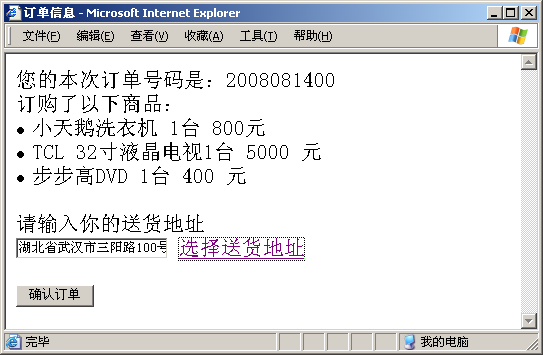 订单信息 - Microsoft Internet Explorer
文件(F) 编辑(E) 查看(V) 收藏(A) 工具(T) 帮助(H)
您的本次订单号码是：2008081400
订购了以下商品：
● 小天鹅洗衣机 1台 800元
● TCL 32寸液晶电视1台 5000 元
● 步步高DVD 1台 400 元
请输入你的送货地址
湖北省武汉市三阳路100号 选择送货地址
确认订单
完毕 我的电脑